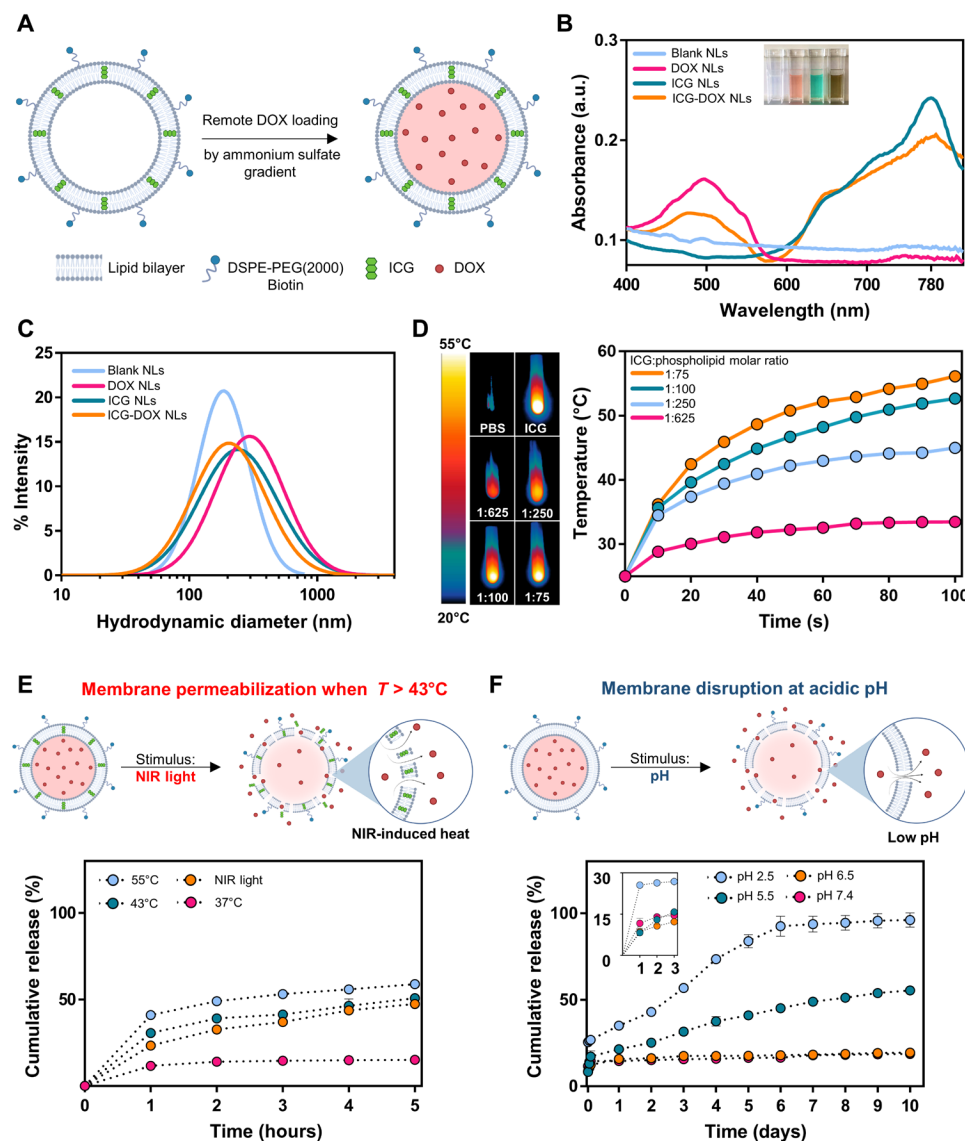 A
Remote DOX loading
by ammonium sulfate
gradient
Lipid bilayer
DSPE-PEG(2000)
Biotin
ICG
DOX
B
0.3
0.2
0.1
Absorbance (a.u.)
Blank NLs
DOX NLs
ICG NLs
ICG-DOX NLs
400
500
600
700
780
Wavelength (nm)
C
25
20
15
10
5
0
% Intensity
Blank NLs
DOX NLs
ICG NLs
ICG-DOX NLs
10
100
1000
Hydrodynamic diameter (nm)
D
55°C
20°C
PBS
ICG
1:625
1:250
1:100
1:75
60
50
40
30
Temperature (°C)
ICG:phospholipid molar ratio
1:75
1:100
1:250
1:625
0
20
40
60
80
100
Time (s)
E
Membrane permeabilization when T > 43°C
Stimulus:
NIR light
NIR-induced heat
100
50
0
Cumulative release (%)
55°C
NIR light
43°C
37°C
0
1
2
3
4
5
Time (hours)
F
Membrane disruption at acidic pH
Stimulus:
pH
Low pH
100
50
0
Cumulative release (%)
30
15
0
1
2
3
pH 2.5
pH 6.5
pH 5.5
pH 7.4
0
1
2
3
4
5
6
7
8
9
10
Time (days)